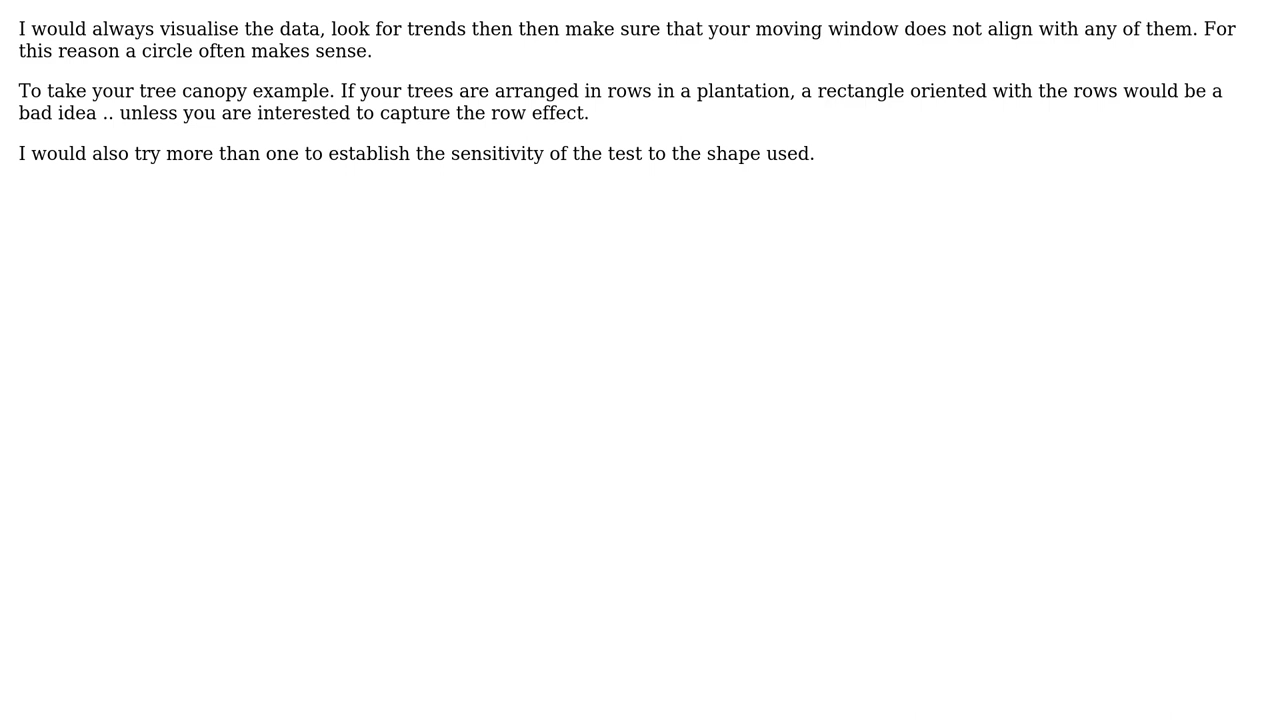 I would always visualise the data, look for trends then then make sure that your moving window does not align with any of them. For
this reason a circle often makes sense.
To take your tree canopy example. If your trees are arranged in rows in a plantation, a rectangle oriented with the rows would be a
bad idea .. unless you are interested to capture the row effect.
I would also try more than one to establish the sensitivity of the test to the shape used.